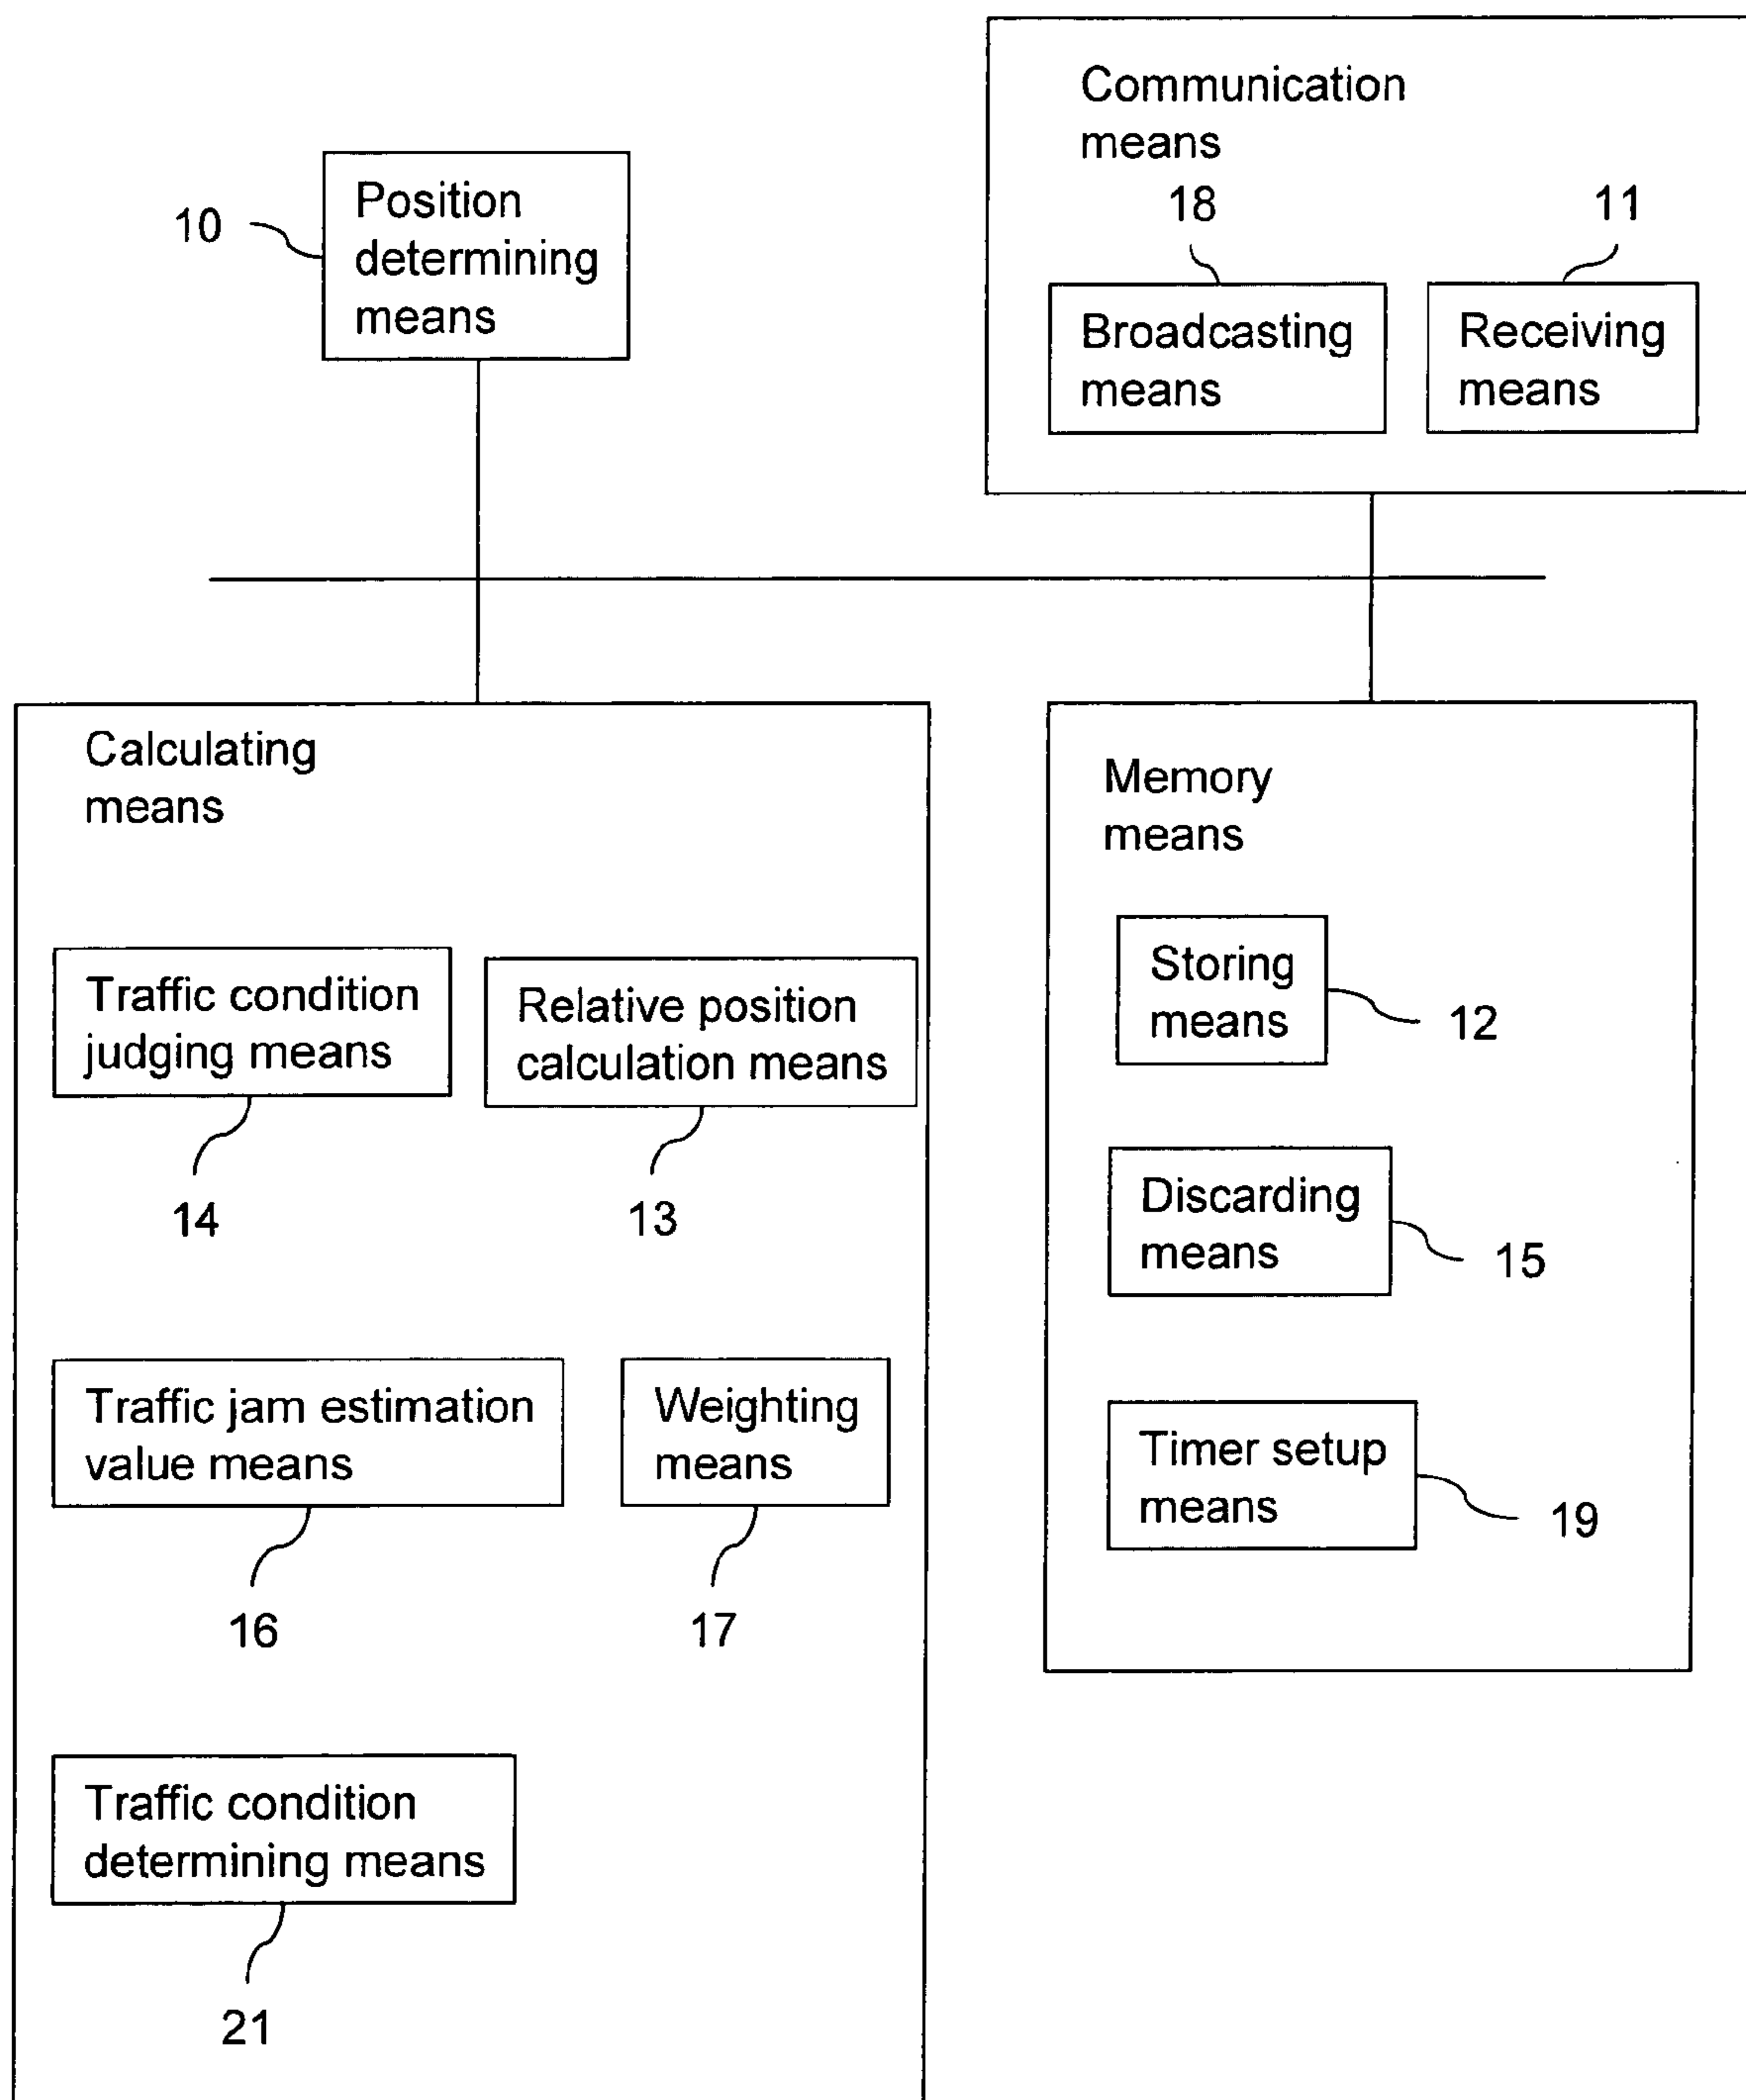 Communication
means
18
11
10
Position
determining
means
Broadcasting
means
Receiving
means
Calculating
means
Memory
means
Traffic condition
judging means
Relative position
calculation means
Storing
means
12
14
13
Discarding
means
15
Traffic jam estimation
value means
Weighting
means
Timer setup
means
19
16
17
Traffic condition
determining means
21